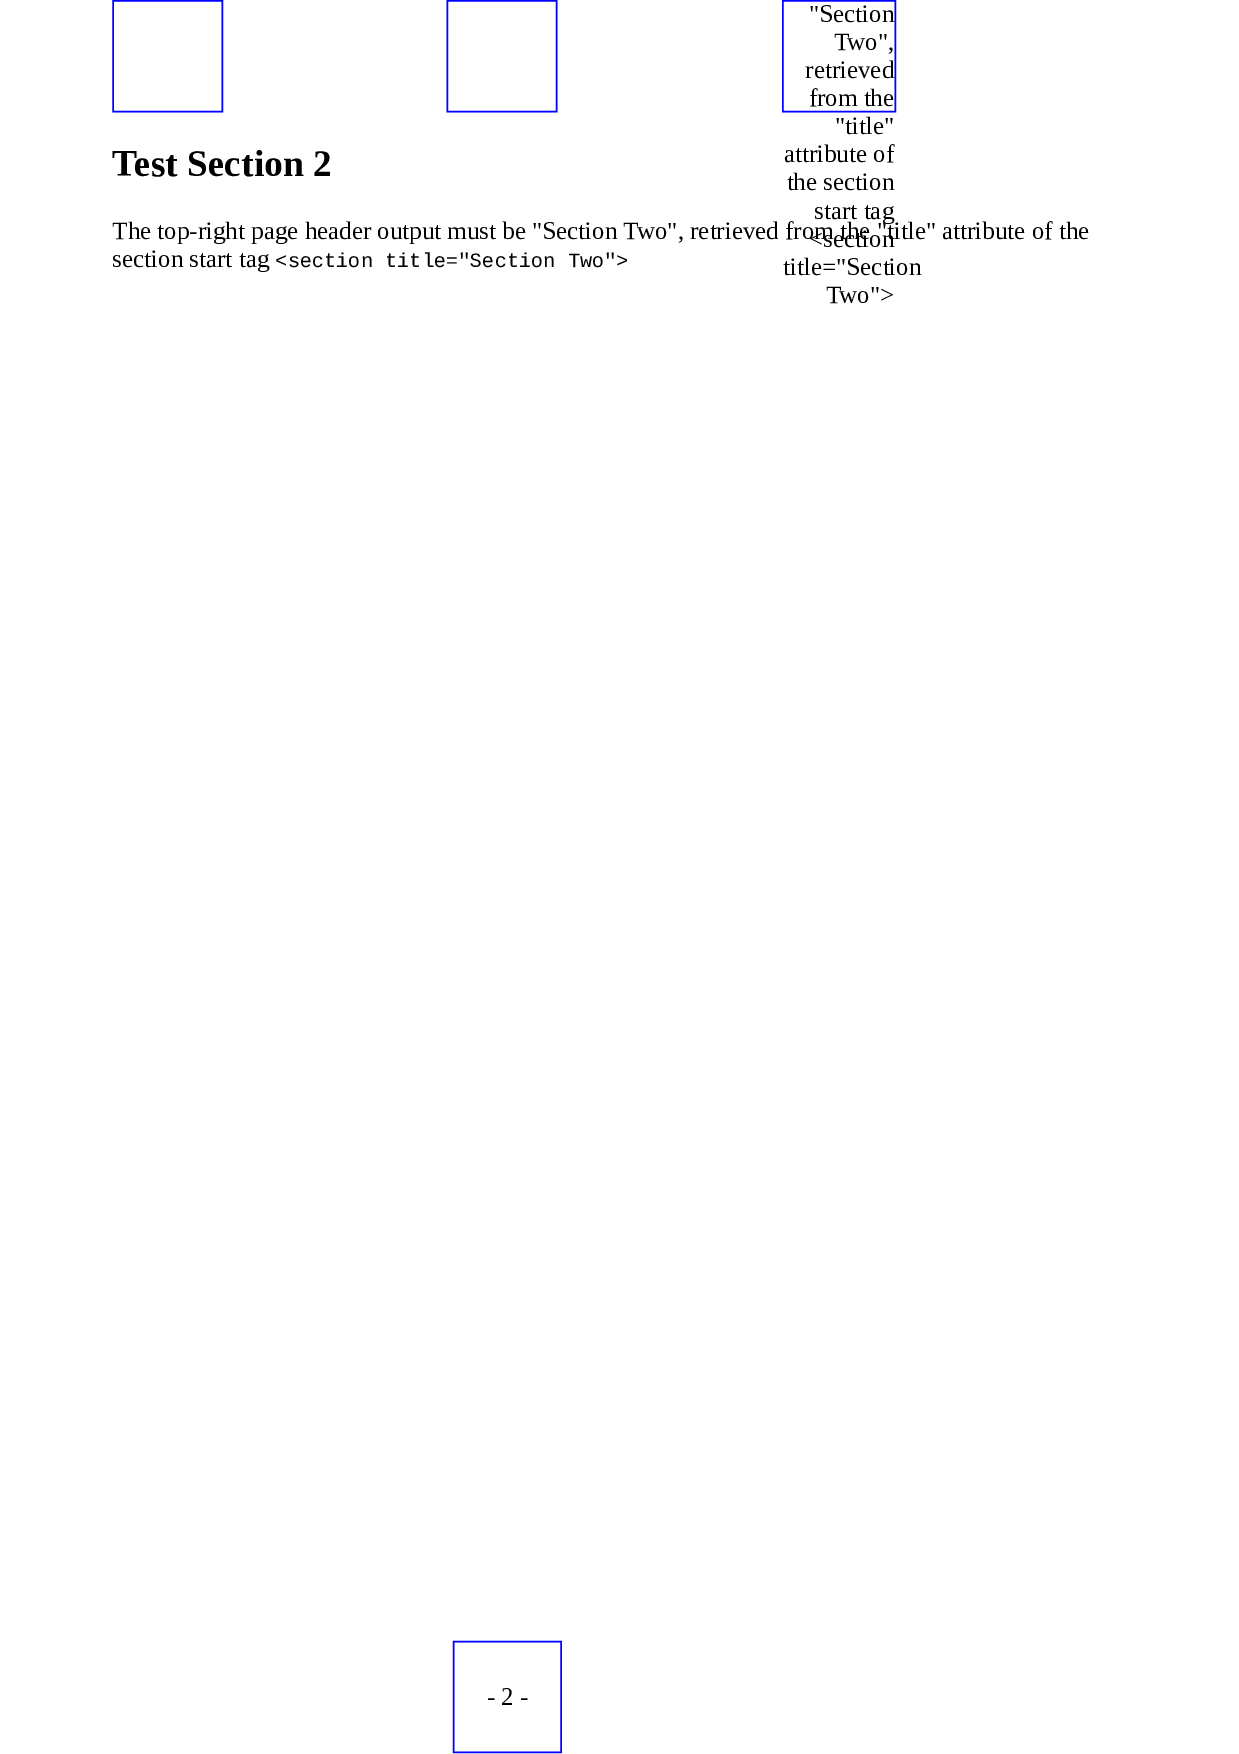 "Section
Two",
retrieved
from the
"title"
attribute of
the section
start tag
<section
title="Section
Two">
Test Section 2
The top-right page header output must be "Section Two", retrieved from the "title" attribute of the
section start tag <section title="Section Two">
- 2 -